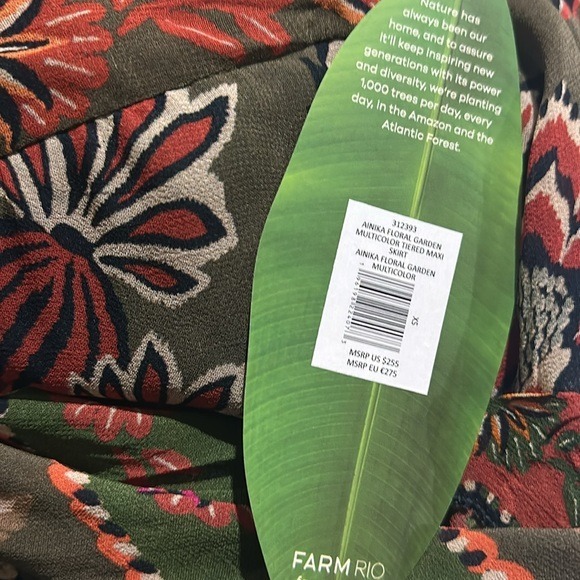 Nature has
always been our
home, and to assure
it'll keep inspiring new
generations with its power
and diversity, we're planting
1,000 trees per day, every
day, in the Amazon and the
Atlantic Forest.
312393
AINIKA FLORAL GARDEN
MULTICOLOR TIERED MAXI
SKIRT
AINIKA FLORAL GARDEN
MULTICOLOR
XS
MSRP US $255
MSRP EU €275
FARM RIO